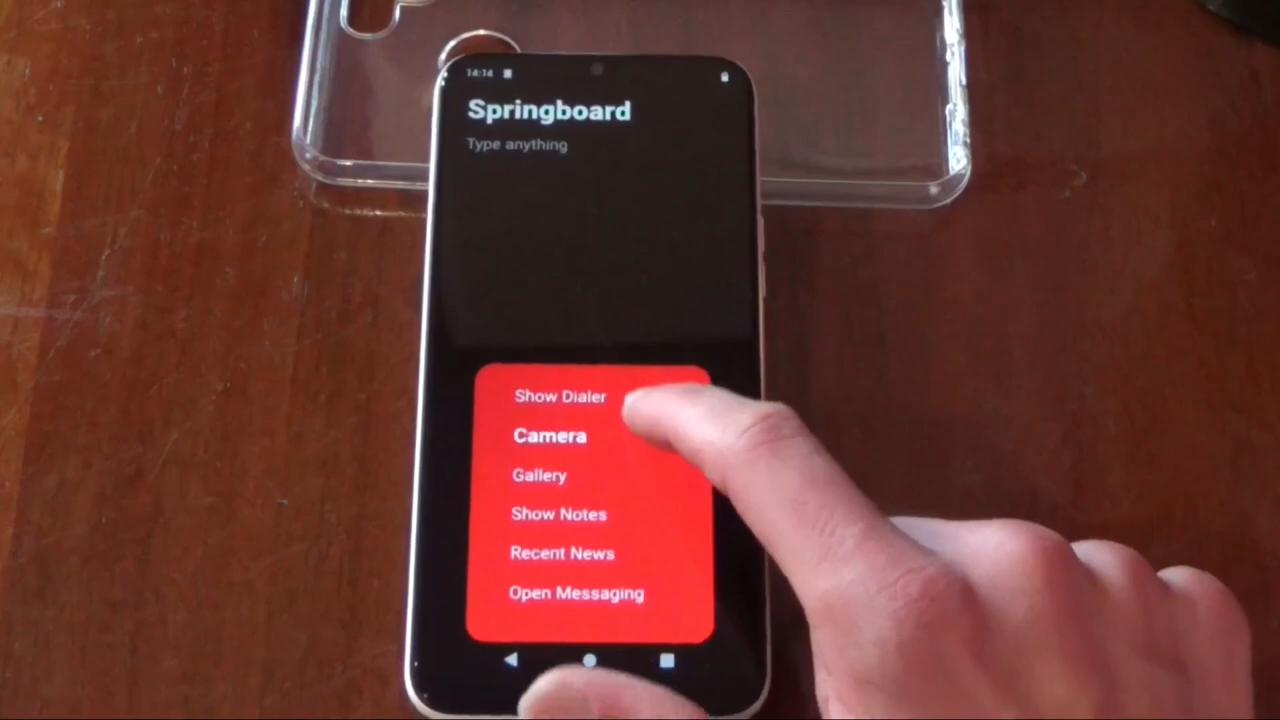 14:14
Springboard
Type anything
Show Dialer
Camera
Gallery
Show Notes
Recent News
Open Messaging